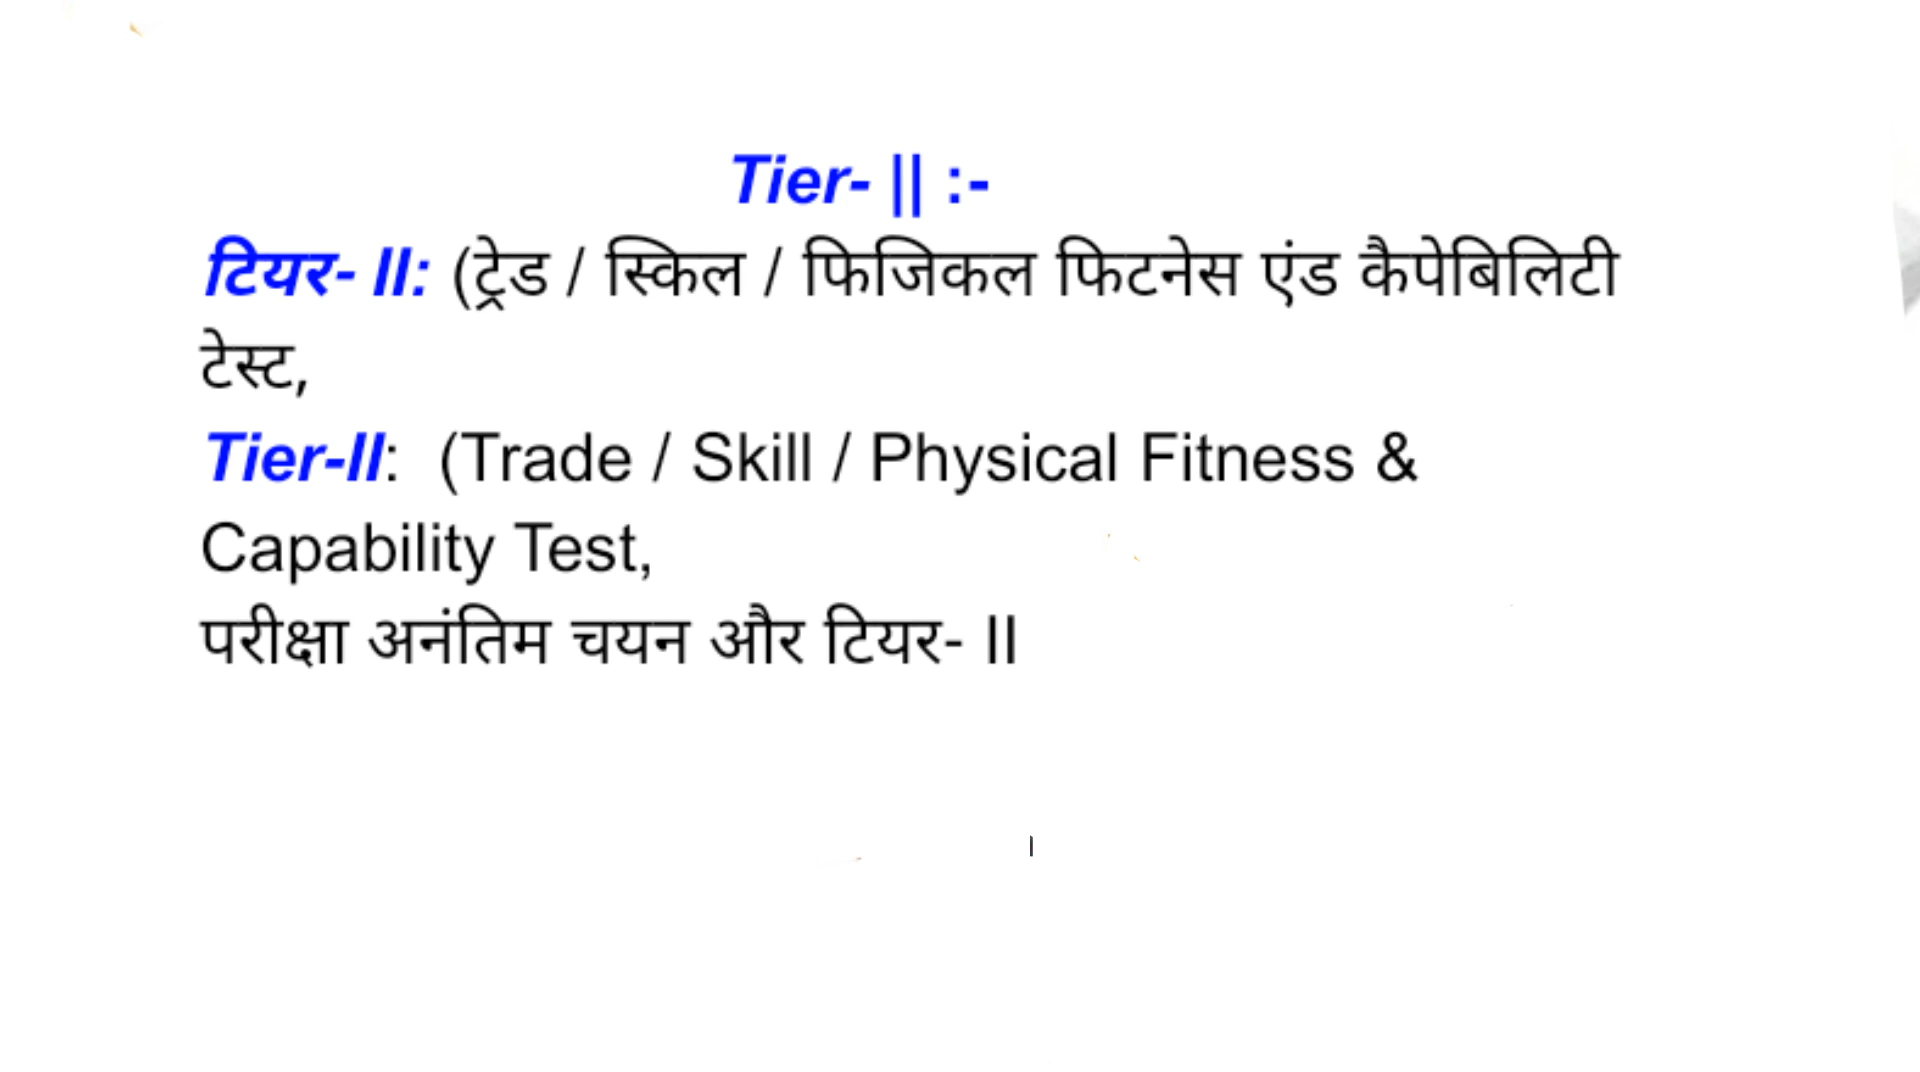 Tier- || :-
टियर- II: (ट्रेड / स्किल / फिजिकल फिटनेस एंड कैपेबिलिटी
टेस्ट,
Tier-II:  (Trade / Skill / Physical Fitness &
Capability Test,
परीक्षा अनंतिम चयन और टियर- II